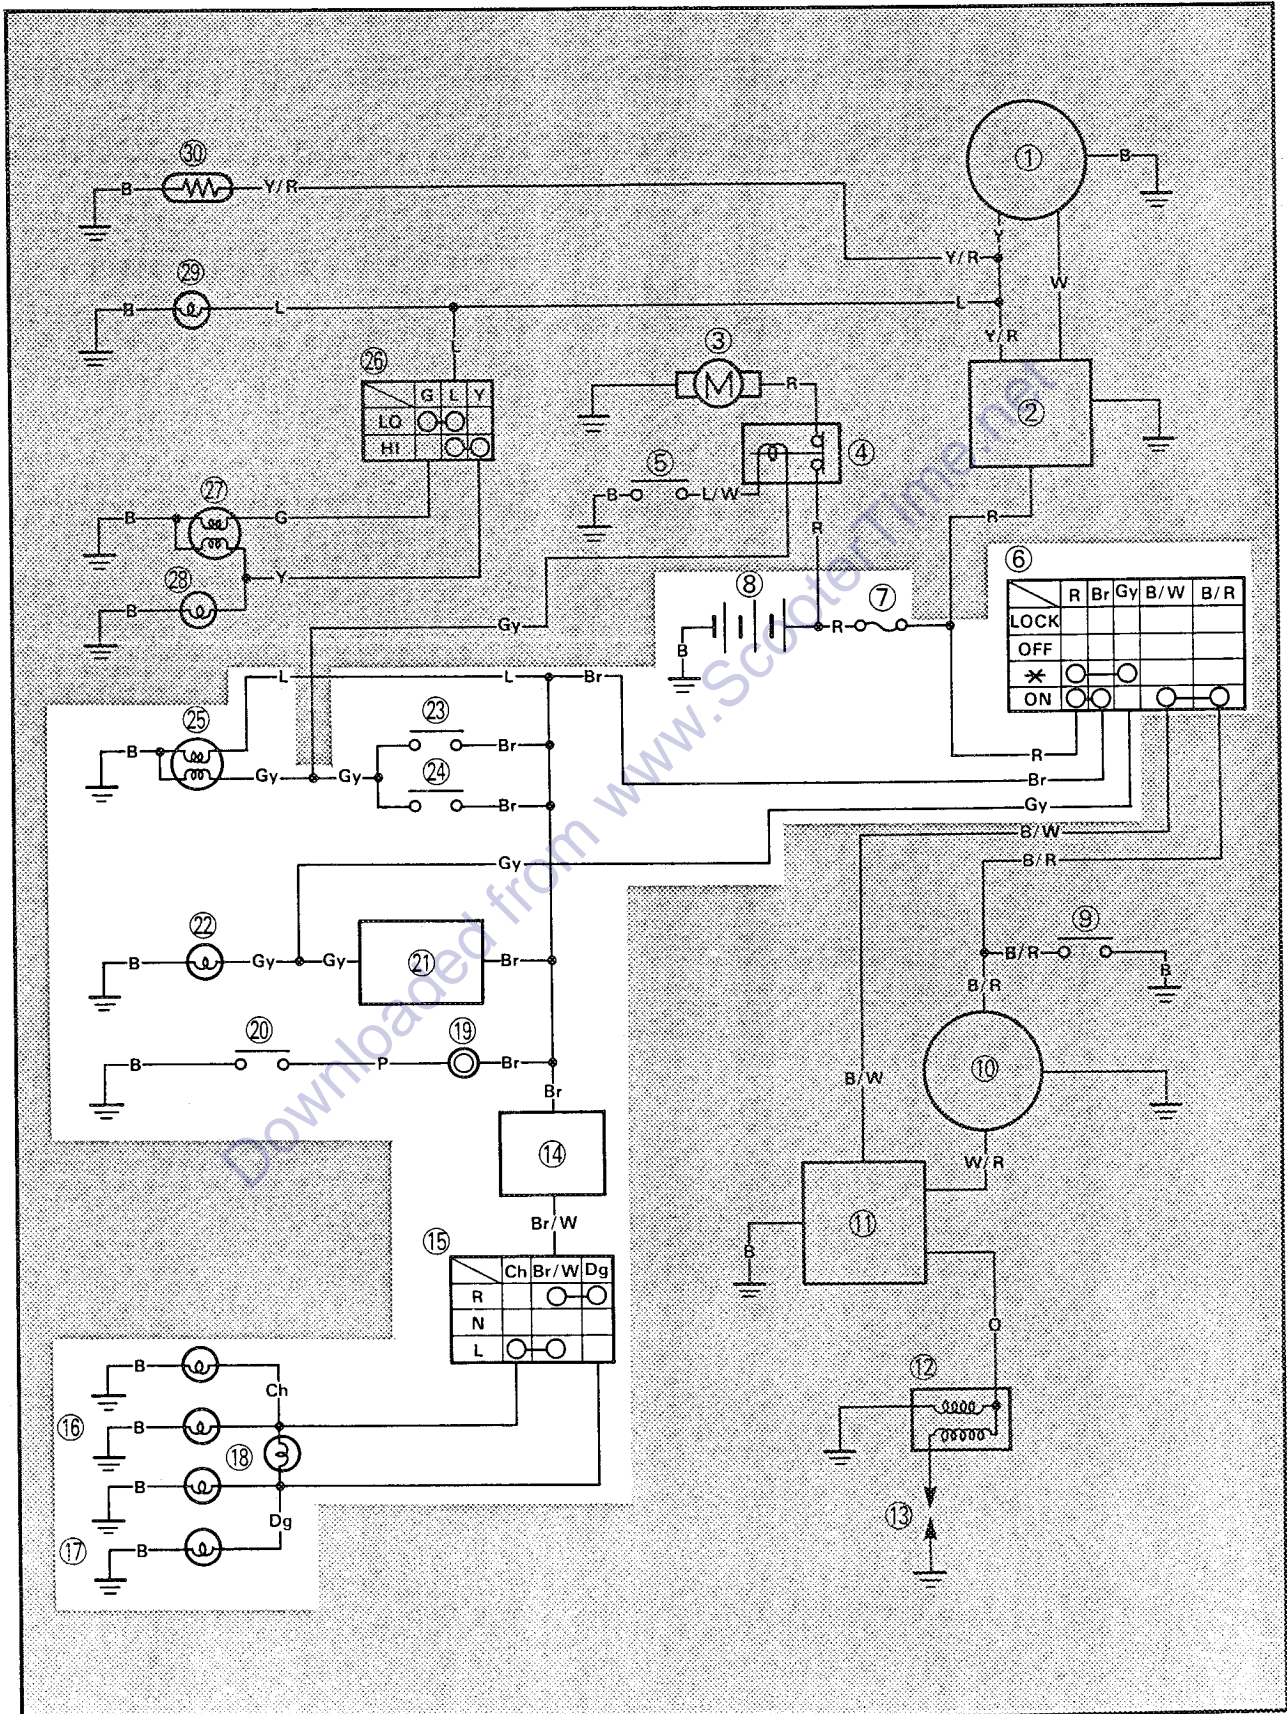 ①
B
㉚
B
Y/R
Y
Y/R
W
㉙
B
L
L
L
Y/R
③
R
②
㉖
G L Y
LO
HI
④
⑤
B
L/W
R
R
㉗
B
G
Y
㉘
B
⑥
R Br Gy B/W B/R
LOCK
OFF
ON
⑧
⑦
B
R
Gy
L
L
Br
㉕
B
Gy
Gy
㉓
Br
㉔
Br
R
Br
Gy
B/W
B/R
Gy
⑨
B/R
B
B/R
㉒
B
Gy
Gy
㉑
Br
⑳
B
P
⑲
Br
Br
⑩
B/W
W/R
⑭
Br/W
⑪
B
O
⑮
Ch Br/W Dg
R
N
L
B
Ch
⑯
B
⑱
B
Dg
⑰
B
⑫
⑬
Downloaded from www.ScooterTime.net